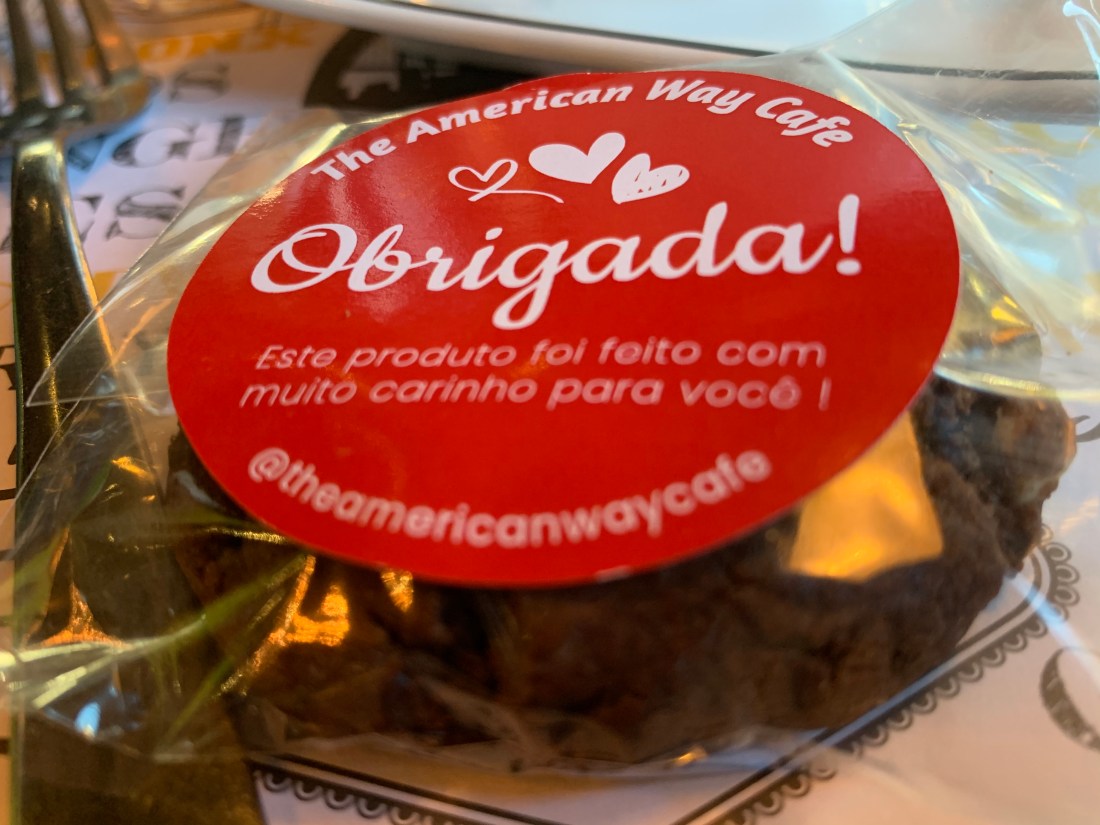 The American Way Cafe
Obrigada!
Este produto foi feito com
muito carinho para você !
@theamericanwaycafe